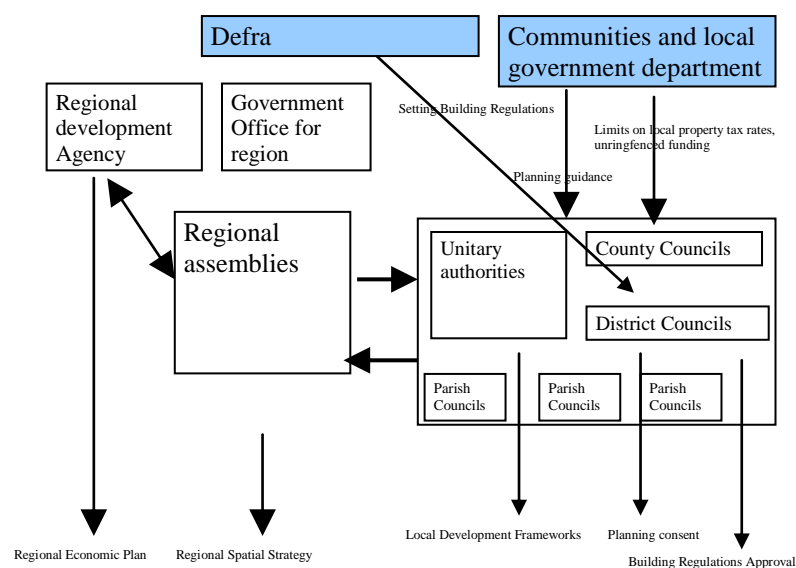 Defra
Communities and local
government department
Regional
development
Agency
Government
Office for
region
Setting Building Regulations
Limits on local property tax rates,
unringfenced funding
Planning guidance
Regional
assemblies
Unitary
authorities
County Councils
District Councils
Parish
Councils
Parish
Councils
Parish
Councils
Local Development Frameworks
Planning consent
Regional Economic Plan
Regional Spatial Strategy
Building Regulations Approval